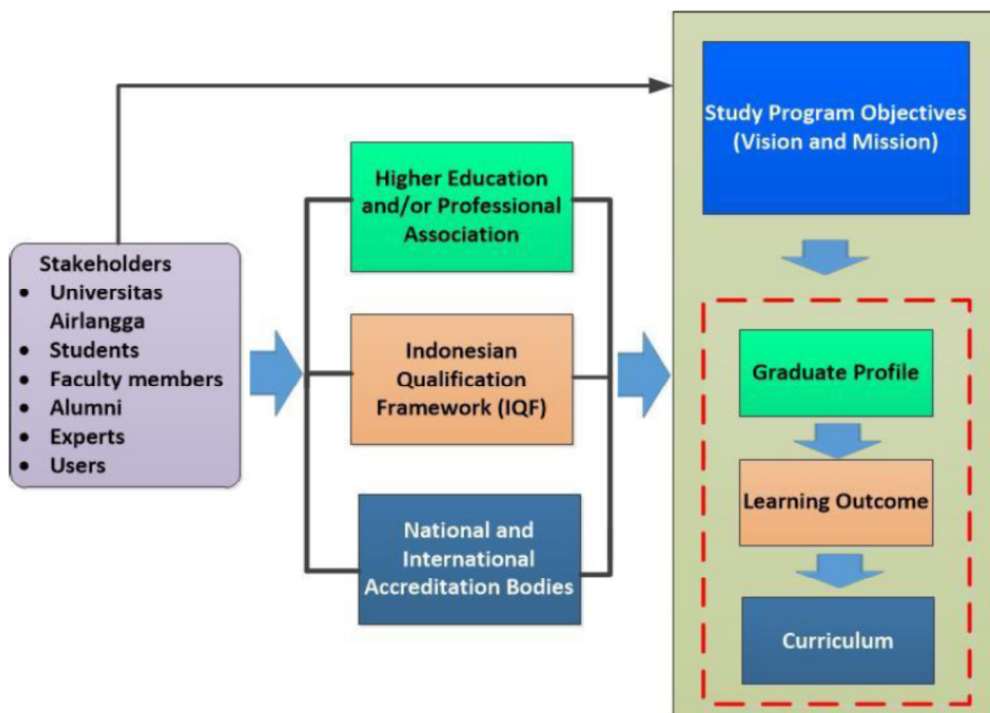 Stakeholders
• Universitas
Airlangga
• Students
• Faculty members
• Alumni
• Experts
• Users
Higher Education
and/or Professional
Association
Indonesian
Qualification
Framework (IQF)
National and
International
Accreditation Bodies
Study Program Objectives
(Vision and Mission)
Graduate Profile
Learning Outcome
Curriculum